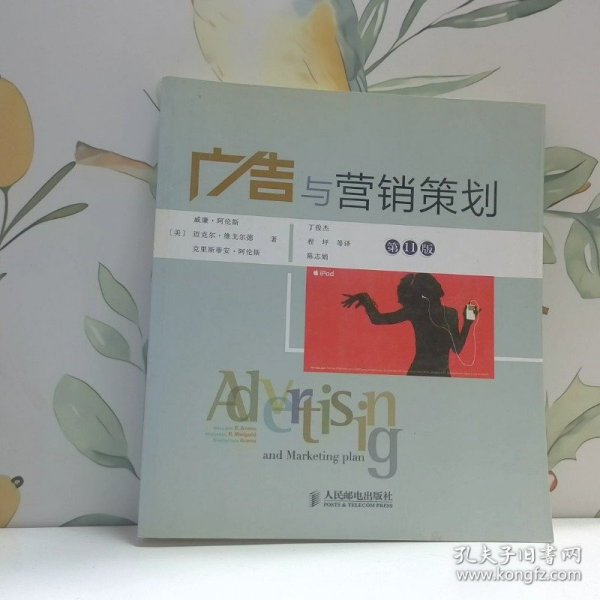 广告与营销策划
威廉·阿伦斯
[美] 迈克尔·维戈尔德 著
克里斯蒂安·阿伦斯
丁俊杰
程坪 等译
陈志娟
第11版
iPod
Advertising
and Marketing plan
人民邮电出版社
POSTS & TELECOM PRESS
孔夫子旧书网
www.kongfz.com